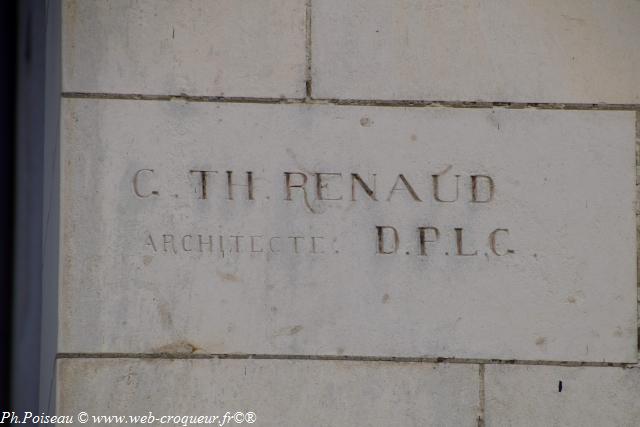 G. TH. RENAUD
ARCHITECTE. D.P.L.G.
Ph.Poiseau © www.web-croqueur.fr©®